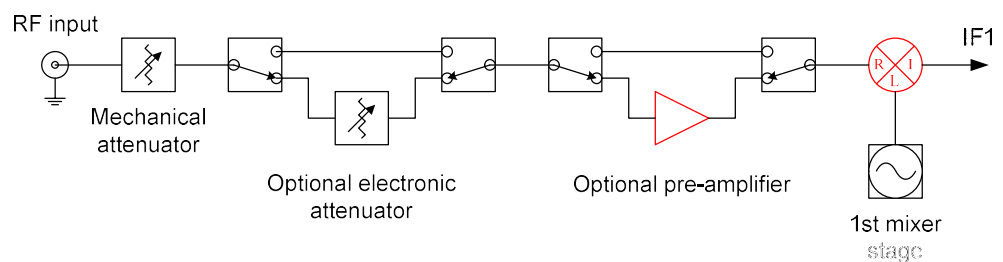 RF input
IF1
R I
L
Mechanical
attenuator
Optional electronic
attenuator
Optional pre-amplifier
1st mixer
stage